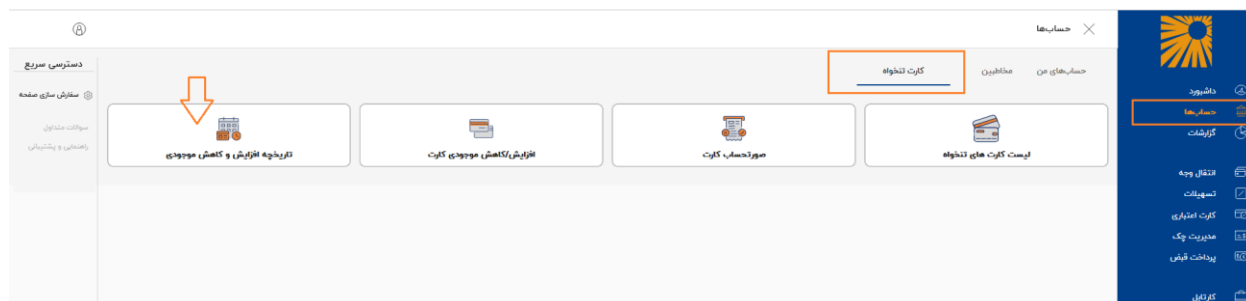 حساب‌ها
داشبورد
حساب‌ها
گزارشات
انتقال وجه
تسهیلات
کارت اعتباری
مدیریت چک
پرداخت قبض
کارتابل
حساب‌های من
مخاطبین
کارت تنخواه
لیست کارت های تنخواه
صورتحساب کارت
افزایش/کاهش موجودی کارت
تاریخچه افزایش و کاهش موجودی
دسترسی سریع
سفارش سازی صفحه
سوالات متداول
راهنمایی و پشتیبانی